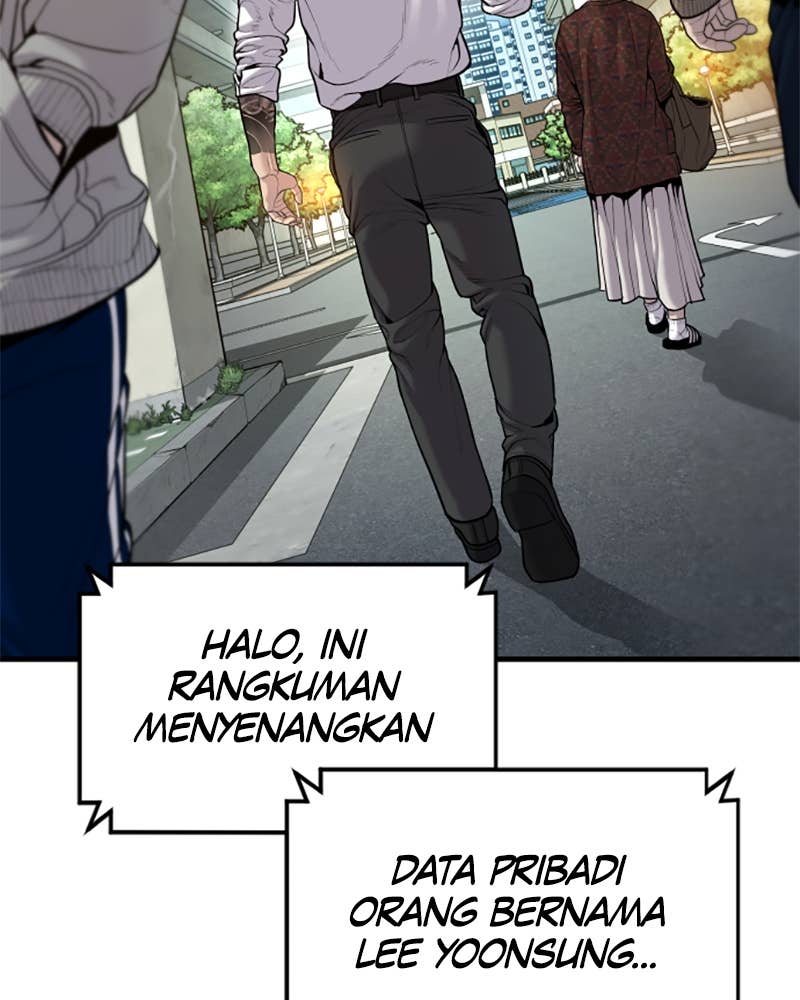 HALO, INI
RANGKUMAN
MENYENANGKAN
DATA PRIBADI
ORANG BERNAMA
LEE YOONSUNG...